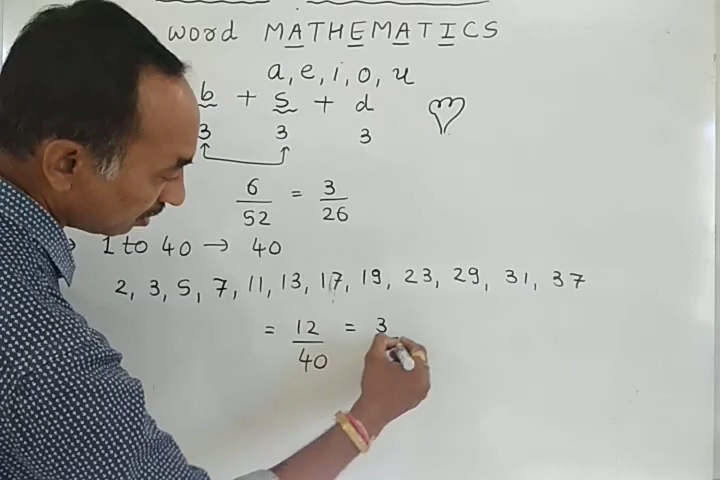 word MATHEMATICS
a, e, i, o, u
b + s + d
3 3 3
6/52 = 3/26
1 to 40 → 40
2, 3, 5, 7, 11, 13, 17, 19, 23, 29, 31, 37
= 12/40 = 3